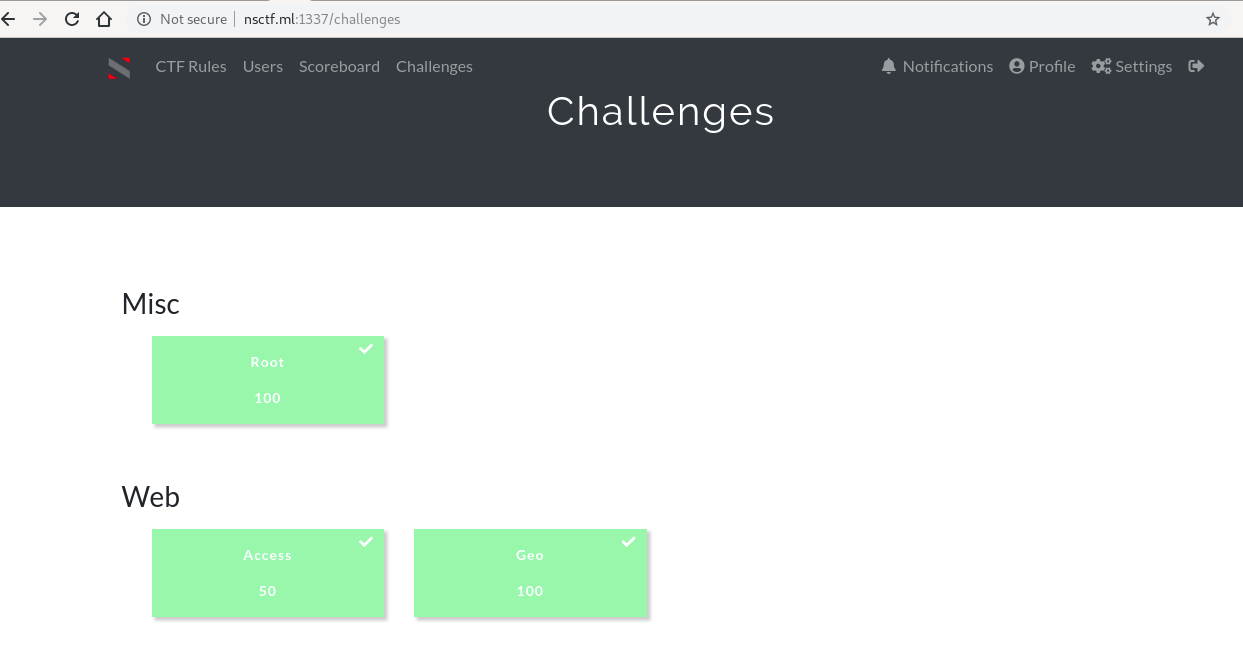 Not secure nsctf.ml:1337/challenges
CTF Rules Users Scoreboard Challenges Notifications Profile Settings
Challenges
Misc
Root
100
Web
Access Geo
50 100